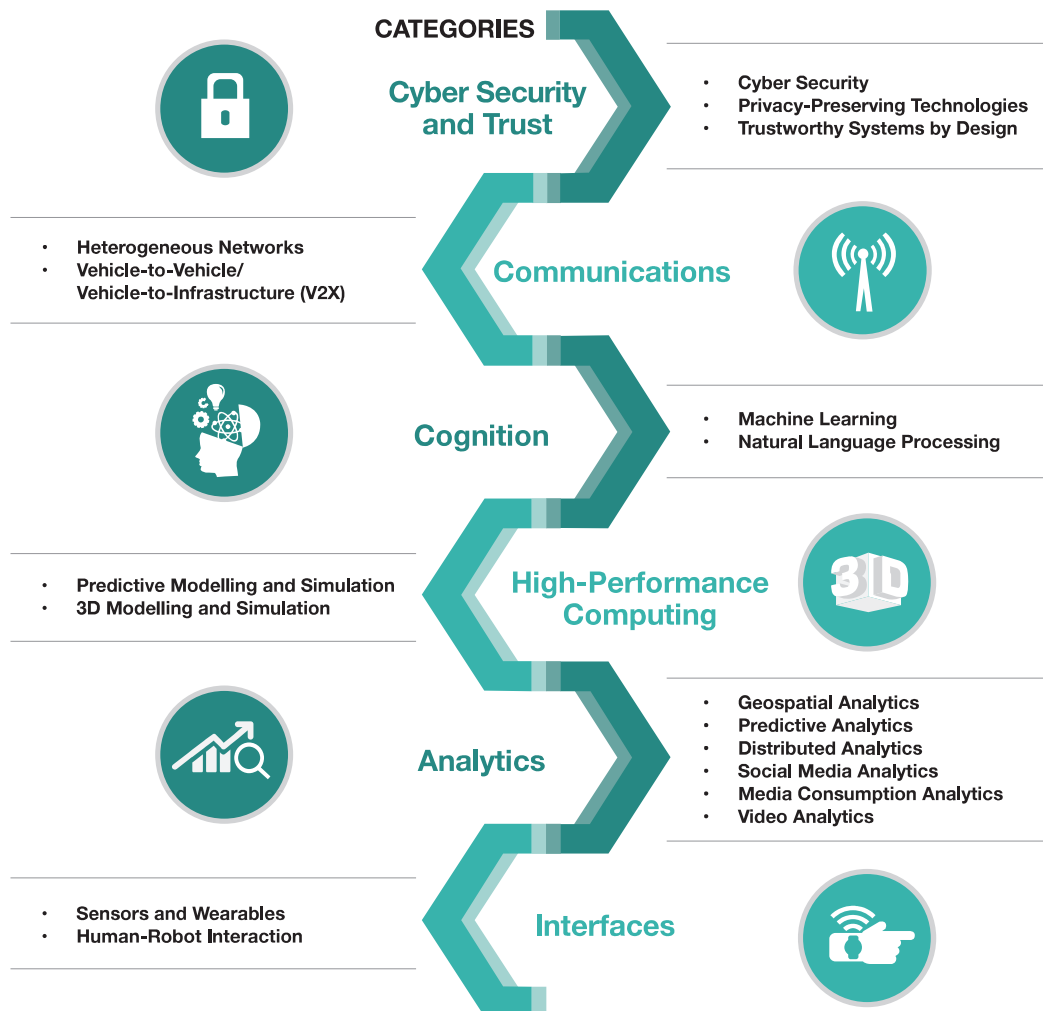 CATEGORIES
Cyber Security
and Trust
• Cyber Security
• Privacy-Preserving Technologies
• Trustworthy Systems by Design
• Heterogeneous Networks
• Vehicle-to-Vehicle/
Vehicle-to-Infrastructure (V2X)
Communications
Cognition
• Machine Learning
• Natural Language Processing
• Predictive Modelling and Simulation
• 3D Modelling and Simulation
High-Performance
Computing
3D
Analytics
• Geospatial Analytics
• Predictive Analytics
• Distributed Analytics
• Social Media Analytics
• Media Consumption Analytics
• Video Analytics
• Sensors and Wearables
• Human-Robot Interaction
Interfaces